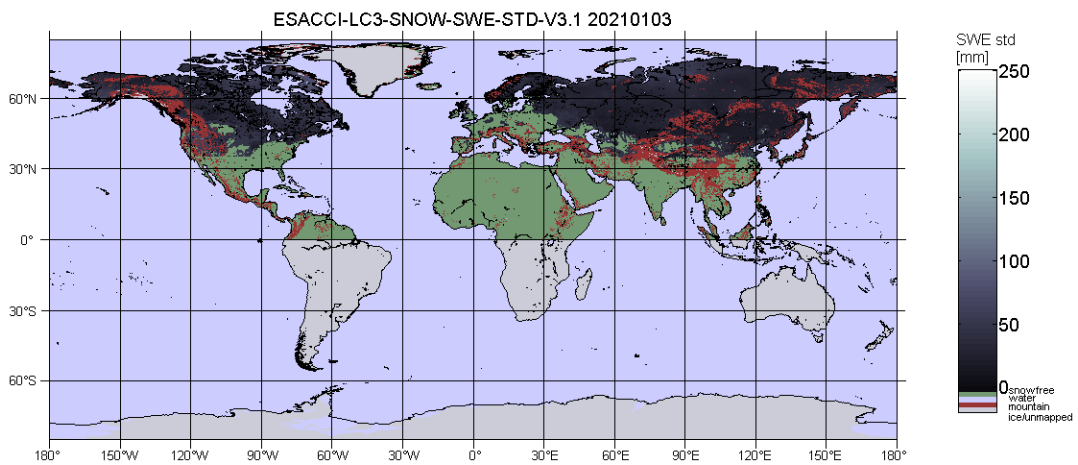 ESACCI-LC3-SNOW-SWE-STD-V3.1 20210103
SWE std
[mm]
250
200
150
100
50
0
snowfree
water
mountain
ice/unmapped
60°N
30°N
0°
30°S
60°S
180° 150°W 120°W 90°W 60°W 30°W 0° 30°E 60°E 90°E 120°E 150°E 180°